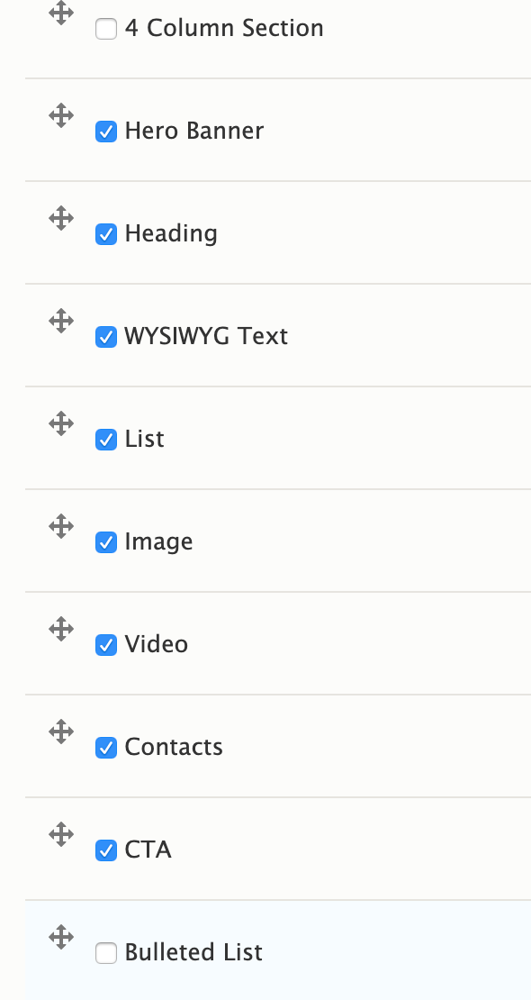 4 Column Section
Hero Banner
Heading
WYSIWYG Text
List
Image
Video
Contacts
CTA
Bulleted List